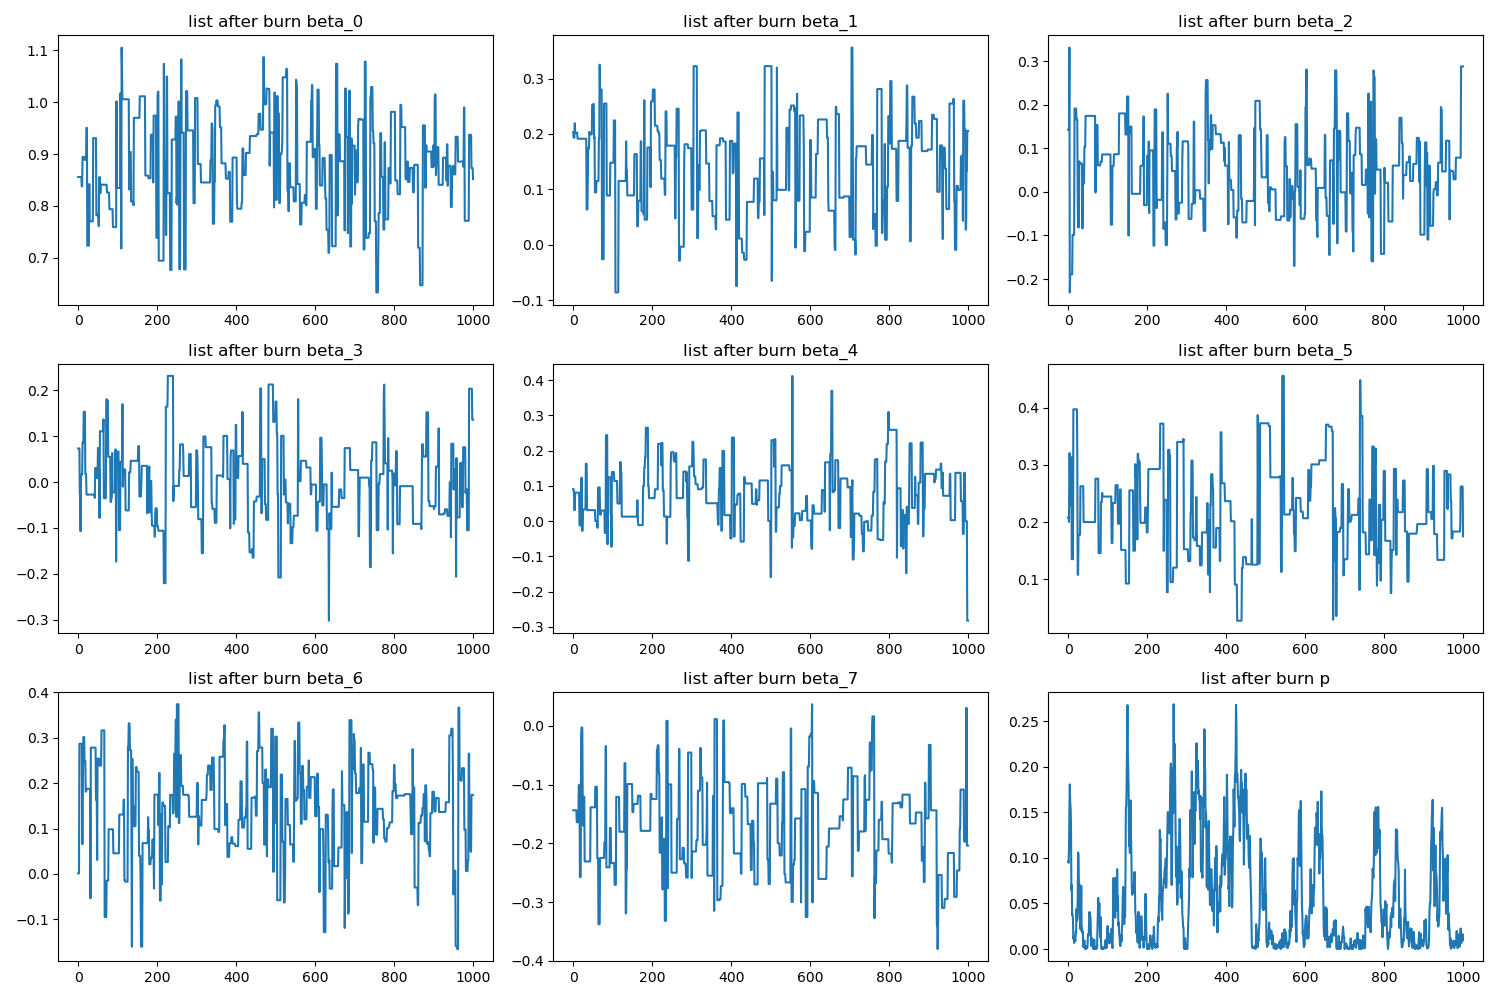 list after burn beta_0
1.1
1.0
0.9
0.8
0.7
0 200 400 600 800 1000
list after burn beta_1
0.3
0.2
0.1
0.0
−0.1
0 200 400 600 800 1000
list after burn beta_2
0.3
0.2
0.1
0.0
−0.1
−0.2
0 200 400 600 800 1000
list after burn beta_3
0.2
0.1
0.0
−0.1
−0.2
−0.3
0 200 400 600 800 1000
list after burn beta_4
0.4
0.3
0.2
0.1
0.0
−0.1
−0.2
−0.3
0 200 400 600 800 1000
list after burn beta_5
0.4
0.3
0.2
0.1
0 200 400 600 800 1000
list after burn beta_6
0.4
0.3
0.2
0.1
0.0
−0.1
0 200 400 600 800 1000
list after burn beta_7
0.0
−0.1
−0.2
−0.3
−0.4
0 200 400 600 800 1000
list after burn p
0.25
0.20
0.15
0.10
0.05
0.00
0 200 400 600 800 1000